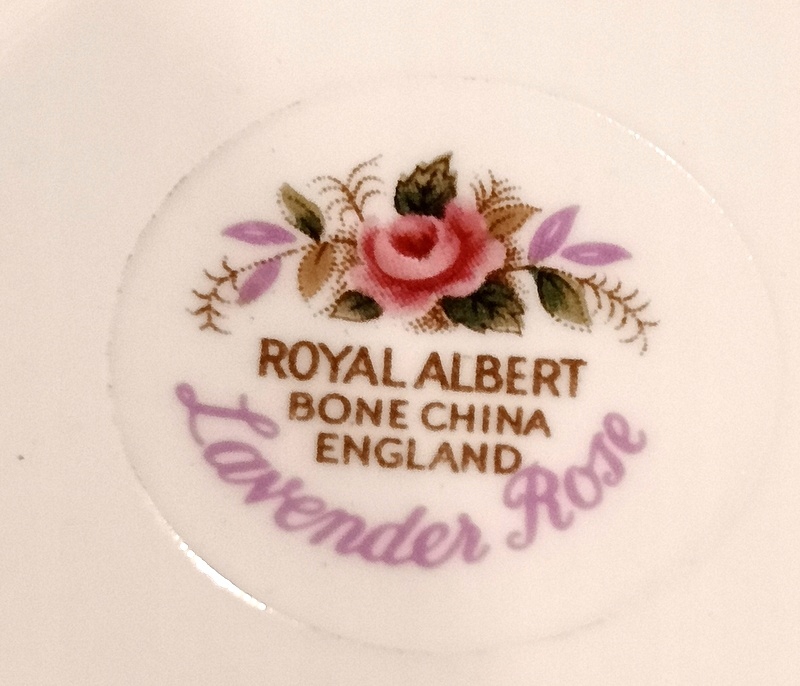 ROYAL ALBERT
BONE CHINA
ENGLAND
Lavender Rose